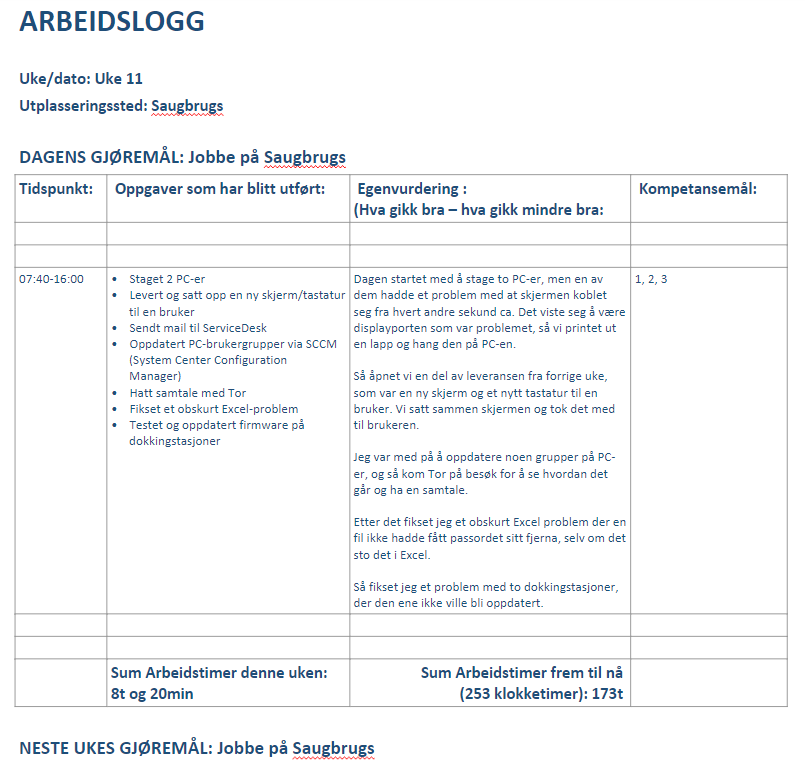 ARBEIDSLOGG
Uke/dato: Uke 11
Utplasseringssted: Saugbrugs
DAGENS GJØREMÅL: Jobbe på Saugbrugs
Tidspunkt:
Oppgaver som har blitt utført:
Egenvurdering :
(Hva gikk bra – hva gikk mindre bra:
Kompetansemål:
07:40-16:00
• Staget 2 PC-er
• Levert og satt opp en ny skjerm/tastatur
til en bruker
• Sendt mail til ServiceDesk
• Oppdatert PC-brukergrupper via SCCM
(System Center Configuration
Manager)
• Hatt samtale med Tor
• Fikset et obskurt Excel-problem
• Testet og oppdatert firmware på
dokkingstasjoner
Dagen startet med å stage to PC-er, men en av
dem hadde et problem med at skjermen koblet
seg fra hvert andre sekund ca. Det viste seg å være
displayporten som var problemet, så vi printet ut
en lapp og hang den på PC-en.
Så åpnet vi en del av leveransen fra forrige uke,
som var en ny skjerm og et nytt tastatur til en
bruker. Vi satt sammen skjermen og tok det med
til brukeren.
Jeg var med på å oppdatere noen grupper på PC-
er, og så kom Tor på besøk for å se hvordan det
går og ha en samtale.
Etter det fikset jeg et obskurt Excel problem der en
fil ikke hadde fått passordet sitt fjerna, selv om det
sto det i Excel.
Så fikset jeg et problem med to dokkingstasjoner,
der den ene ikke ville bli oppdatert.
1, 2, 3
Sum Arbeidstimer denne uken:
8t og 20min
Sum Arbeidstimer frem til nå
(253 klokketimer): 173t
NESTE UKES GJØREMÅL: Jobbe på Saugbrugs